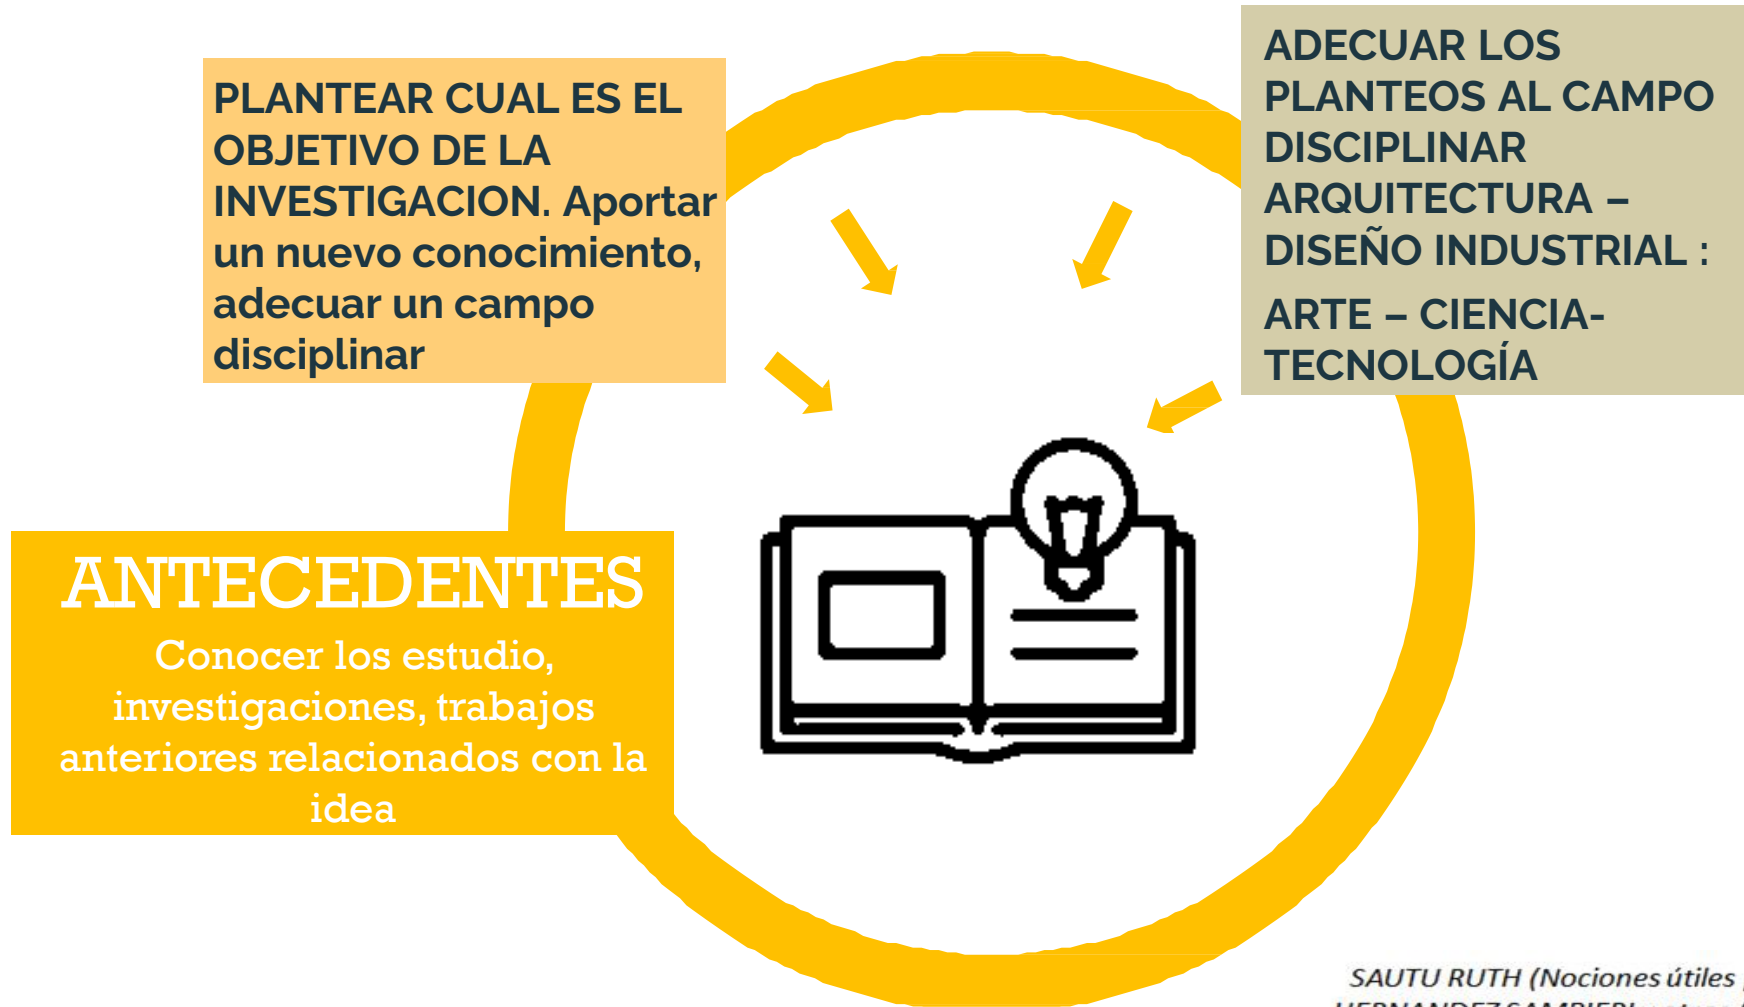 PLANTEAR CUAL ES EL
OBJETIVO DE LA
INVESTIGACION. Aportar
un nuevo conocimiento,
adecuar un campo
disciplinar
ADECUAR LOS
PLANTEOS AL CAMPO
DISCIPLINAR
ARQUITECTURA –
DISEÑO INDUSTRIAL :
ARTE – CIENCIA-
TECNOLOGÍA
ANTECEDENTES
Conocer los estudio,
investigaciones, trabajos
anteriores relacionados con la
idea
SAUTU RUTH (Nociones útiles
HERNANDEZ SAMPIERI